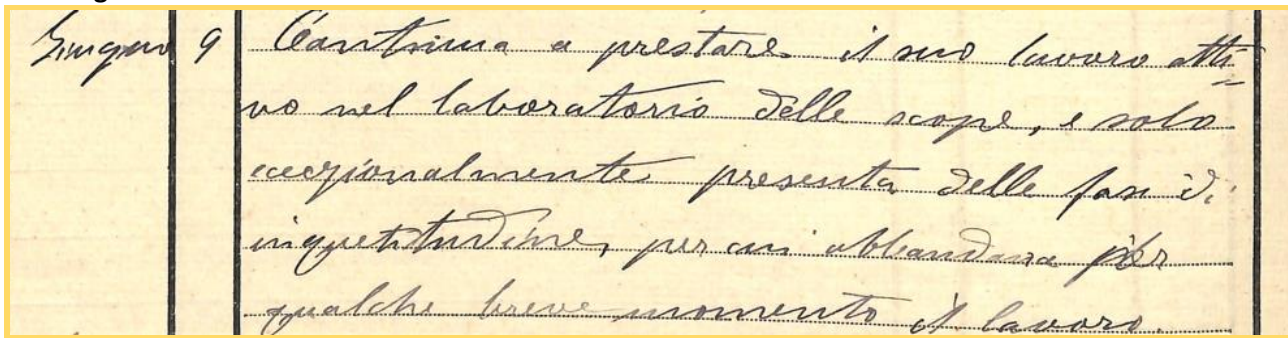 Giugno 9 Continua a prestare il suo lavoro atti=
vo nel laboratorio delle scope, e solo
eccezionalmente presenta delle fasi di
inquietitudine, per cui abbandona per
qualche breve momento il lavoro.